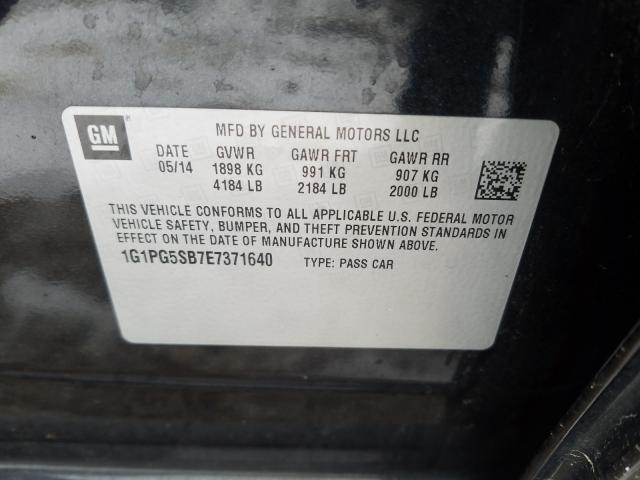 GM
MFD BY GENERAL MOTORS LLC
DATE GVWR GAWR FRT GAWR RR
05/14 1898 KG 991 KG 907 KG
4184 LB 2184 LB 2000 LB
THIS VEHICLE CONFORMS TO ALL APPLICABLE U.S. FEDERAL MOTOR
VEHICLE SAFETY, BUMPER, AND THEFT PREVENTION STANDARDS IN
EFFECT ON THE DATE OF MANUFACTURE SHOWN ABOVE.
1G1PG5SB7E7371640 TYPE: PASS CAR